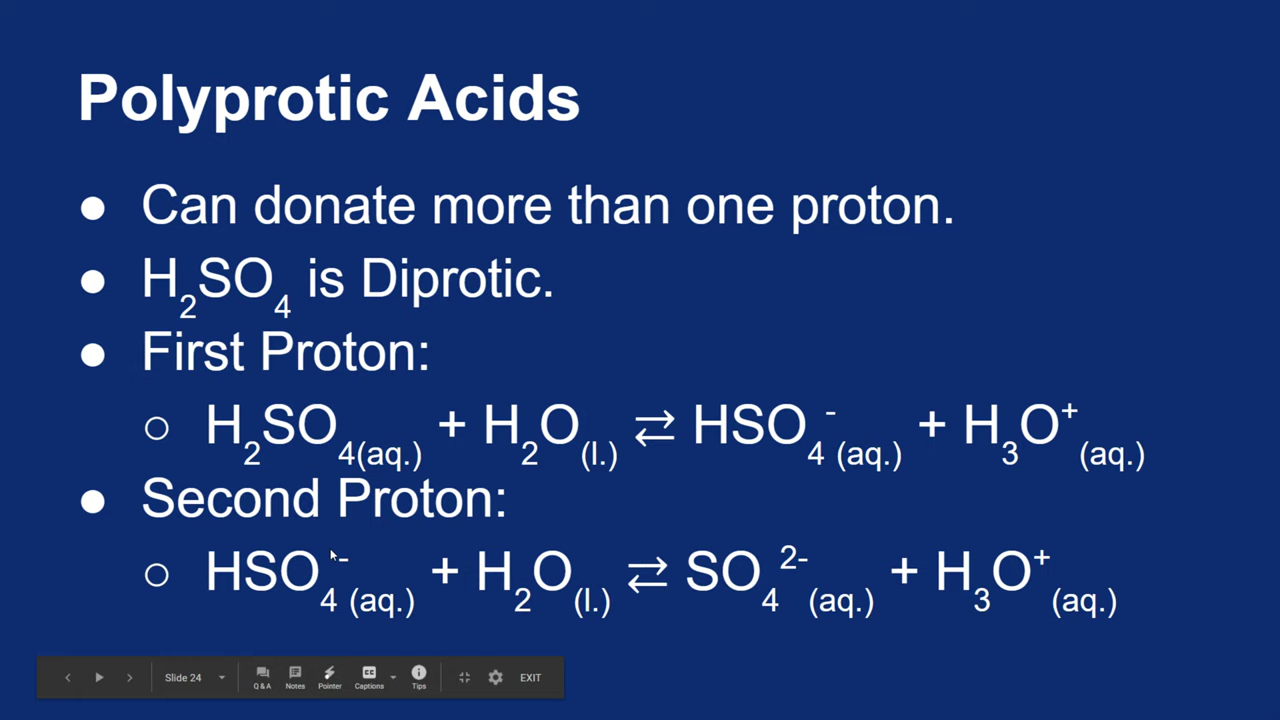 Polyprotic Acids
● Can donate more than one proton.
● H₂SO₄ is Diprotic.
● First Proton:
○ H₂SO₄(aq.) + H₂O(l.) ⇄ HSO₄⁻(aq.) + H₃O⁺(aq.)
● Second Proton:
○ HSO₄⁻(aq.) + H₂O(l.) ⇄ SO₄²⁻(aq.) + H₃O⁺(aq.)
Slide 24 Q & A Notes Pointer CC Captions Tips EXIT